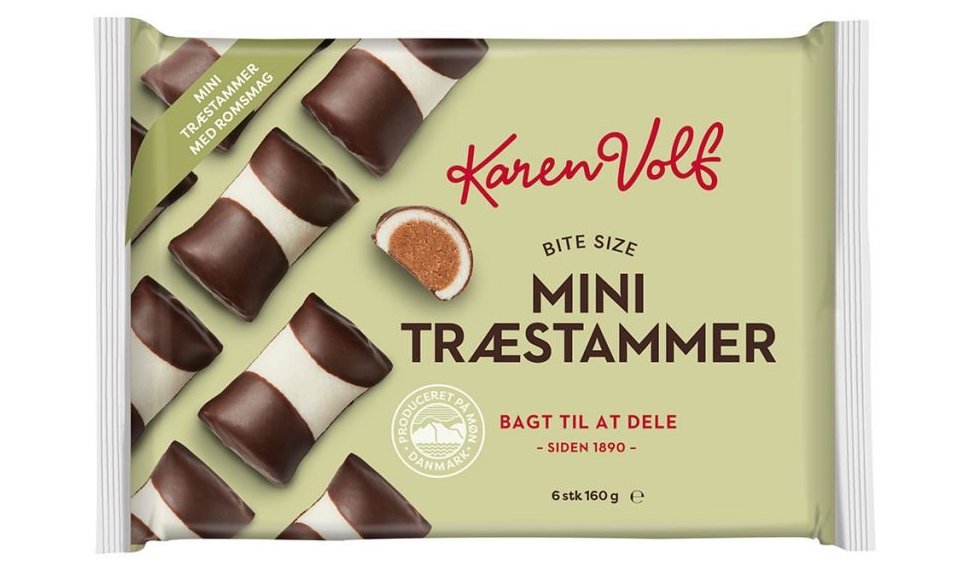 MINI
TRÆSTAMMER
MED ROMSMAG
Karen Volf
BITE SIZE
MINI
TRÆSTAMMER
PRODUCERET PÅ MØN
• DANMARK •
BAGT TIL AT DELE
- SIDEN 1890 -
6 stk 160 g ℮